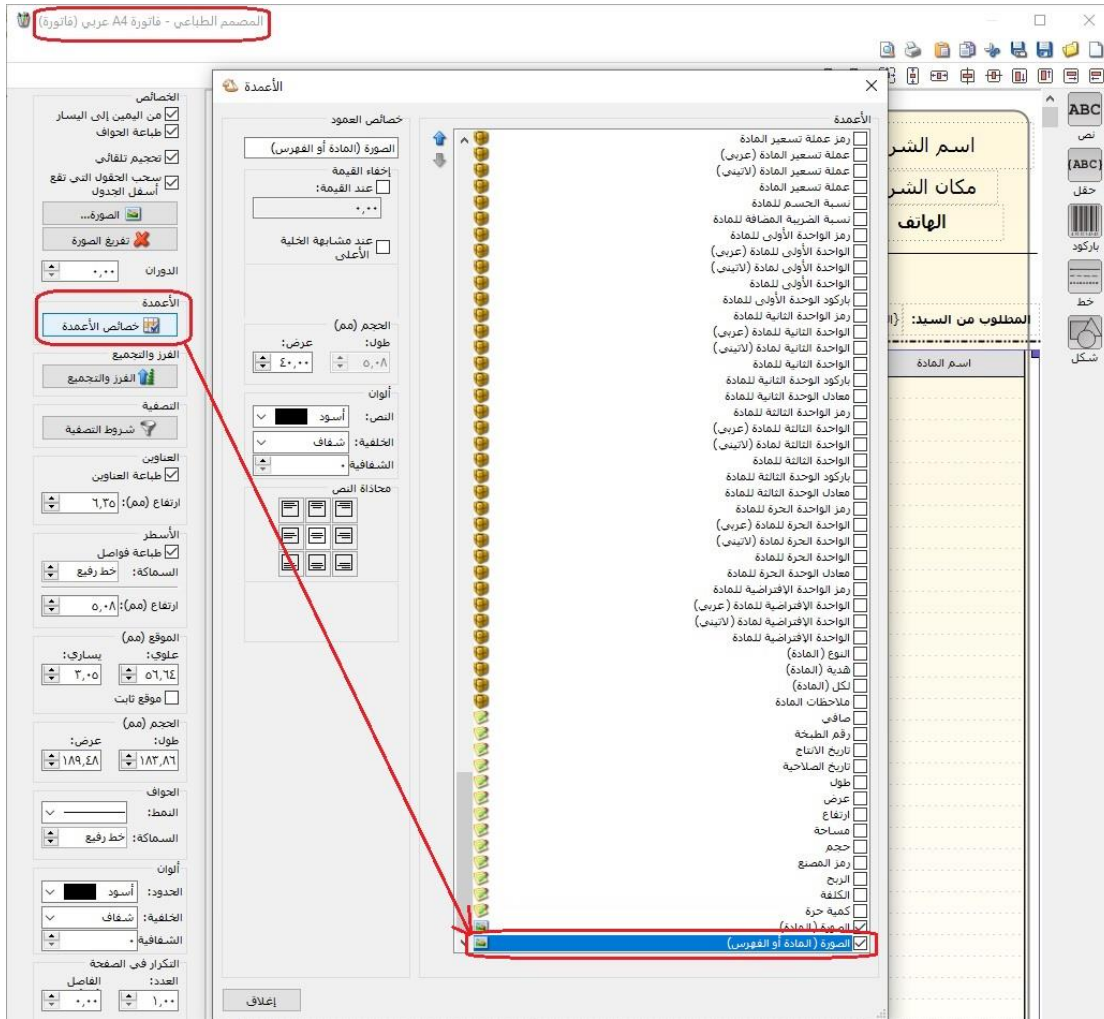 المصمم الطباعي - فاتورة A4 عربي (فاتورة)
الأعمدة
الخصائص
من اليمين إلى اليسار
طباعة الحواف
تحجيم تلقائي
سحب الحقول التي تقع
أسفل الجدول
الصورة...
تفريغ الصورة
الدوران
٠,٠٠
الأعمدة
خصائص الأعمدة
الفرز والتجميع
الفرز والتجميع
التصفية
شروط التصفية
العناوين
طباعة العناوين
ارتفاع (مم): ٦,٣٥
الأسطر
طباعة فواصل
السماكة: خط رفيع
ارتفاع (مم): ٥,٠٨
الموقع (مم)
علوي: يساري:
٥٦,٦٤ ٣,٠٥
موقع ثابت
الحجم (مم)
طول: عرض:
١٨٣,٨٦ ١٨٩,٤٨
الحواف
النمط:
السماكة: خط رفيع
ألوان
الحدود: أسود
الخلفية: شفاف
الشفافية ٠
التكرار في الصفحة
العدد: الفاصل
١,٠٠ ٠,٠٠
خصائص العمود
الصورة (المادة أو الفهرس)
إخفاء القيمة
عند القيمة:
٠,٠٠
عند مشابهة الخلية
الأعلى
الحجم (مم)
طول: عرض:
٥,٠٨ ٤٠,٠٠
ألوان
النص: أسود
الخلفية: شفاف
الشفافية ٠
محاذاة النص
إغلاق
الأعمدة
رمز عملة تسعير المادة
عملة تسعير المادة (عربي)
عملة تسعير المادة (لاتيني)
عملة تسعير المادة
نسبة الحسم للمادة
نسبة الضريبة المضافة للمادة
رمز الواحدة الأولى للمادة
الواحدة الأولى للمادة (عربي)
الواحدة الأولى لمادة (لاتيني)
الواحدة الأولى للمادة
باركود الوحدة الأولى للمادة
رمز الواحدة الثانية للمادة
الواحدة الثانية للمادة (عربي)
الواحدة الثانية لمادة (لاتيني)
الواحدة الثانية للمادة
باركود الوحدة الثانية للمادة
معادل الوحدة الثانية للمادة
رمز الواحدة الثالثة للمادة
الواحدة الثالثة للمادة (عربي)
الواحدة الثالثة لمادة (لاتيني)
الواحدة الثالثة للمادة
باركود الوحدة الثالثة للمادة
معادل الوحدة الثالثة للمادة
رمز الواحدة الحرة للمادة
الواحدة الحرة للمادة (عربي)
الواحدة الحرة لمادة (لاتيني)
الواحدة الحرة للمادة
معادل الوحدة الحرة للمادة
رمز الواحدة الإفتراضية للمادة
الواحدة الإفتراضية للمادة (عربي)
الواحدة الإفتراضية لمادة (لاتيني)
الواحدة الإفتراضية للمادة
النوع (المادة)
هدية (المادة)
لكل (المادة)
ملاحظات المادة
صافي
رقم الطبخة
تاريخ الانتاج
تاريخ الصلاحية
طول
عرض
ارتفاع
مساحة
حجم
رمز المصنع
الربح
الكلفة
كمية حرة
الصورة (المادة)
الصورة (المادة أو الفهرس)
اسم الشر
مكان الشر
الهاتف
المطلوب من السيد:
اسم المادة
ABC
نص
{ABC}
حقل
باركود
خط
شكل